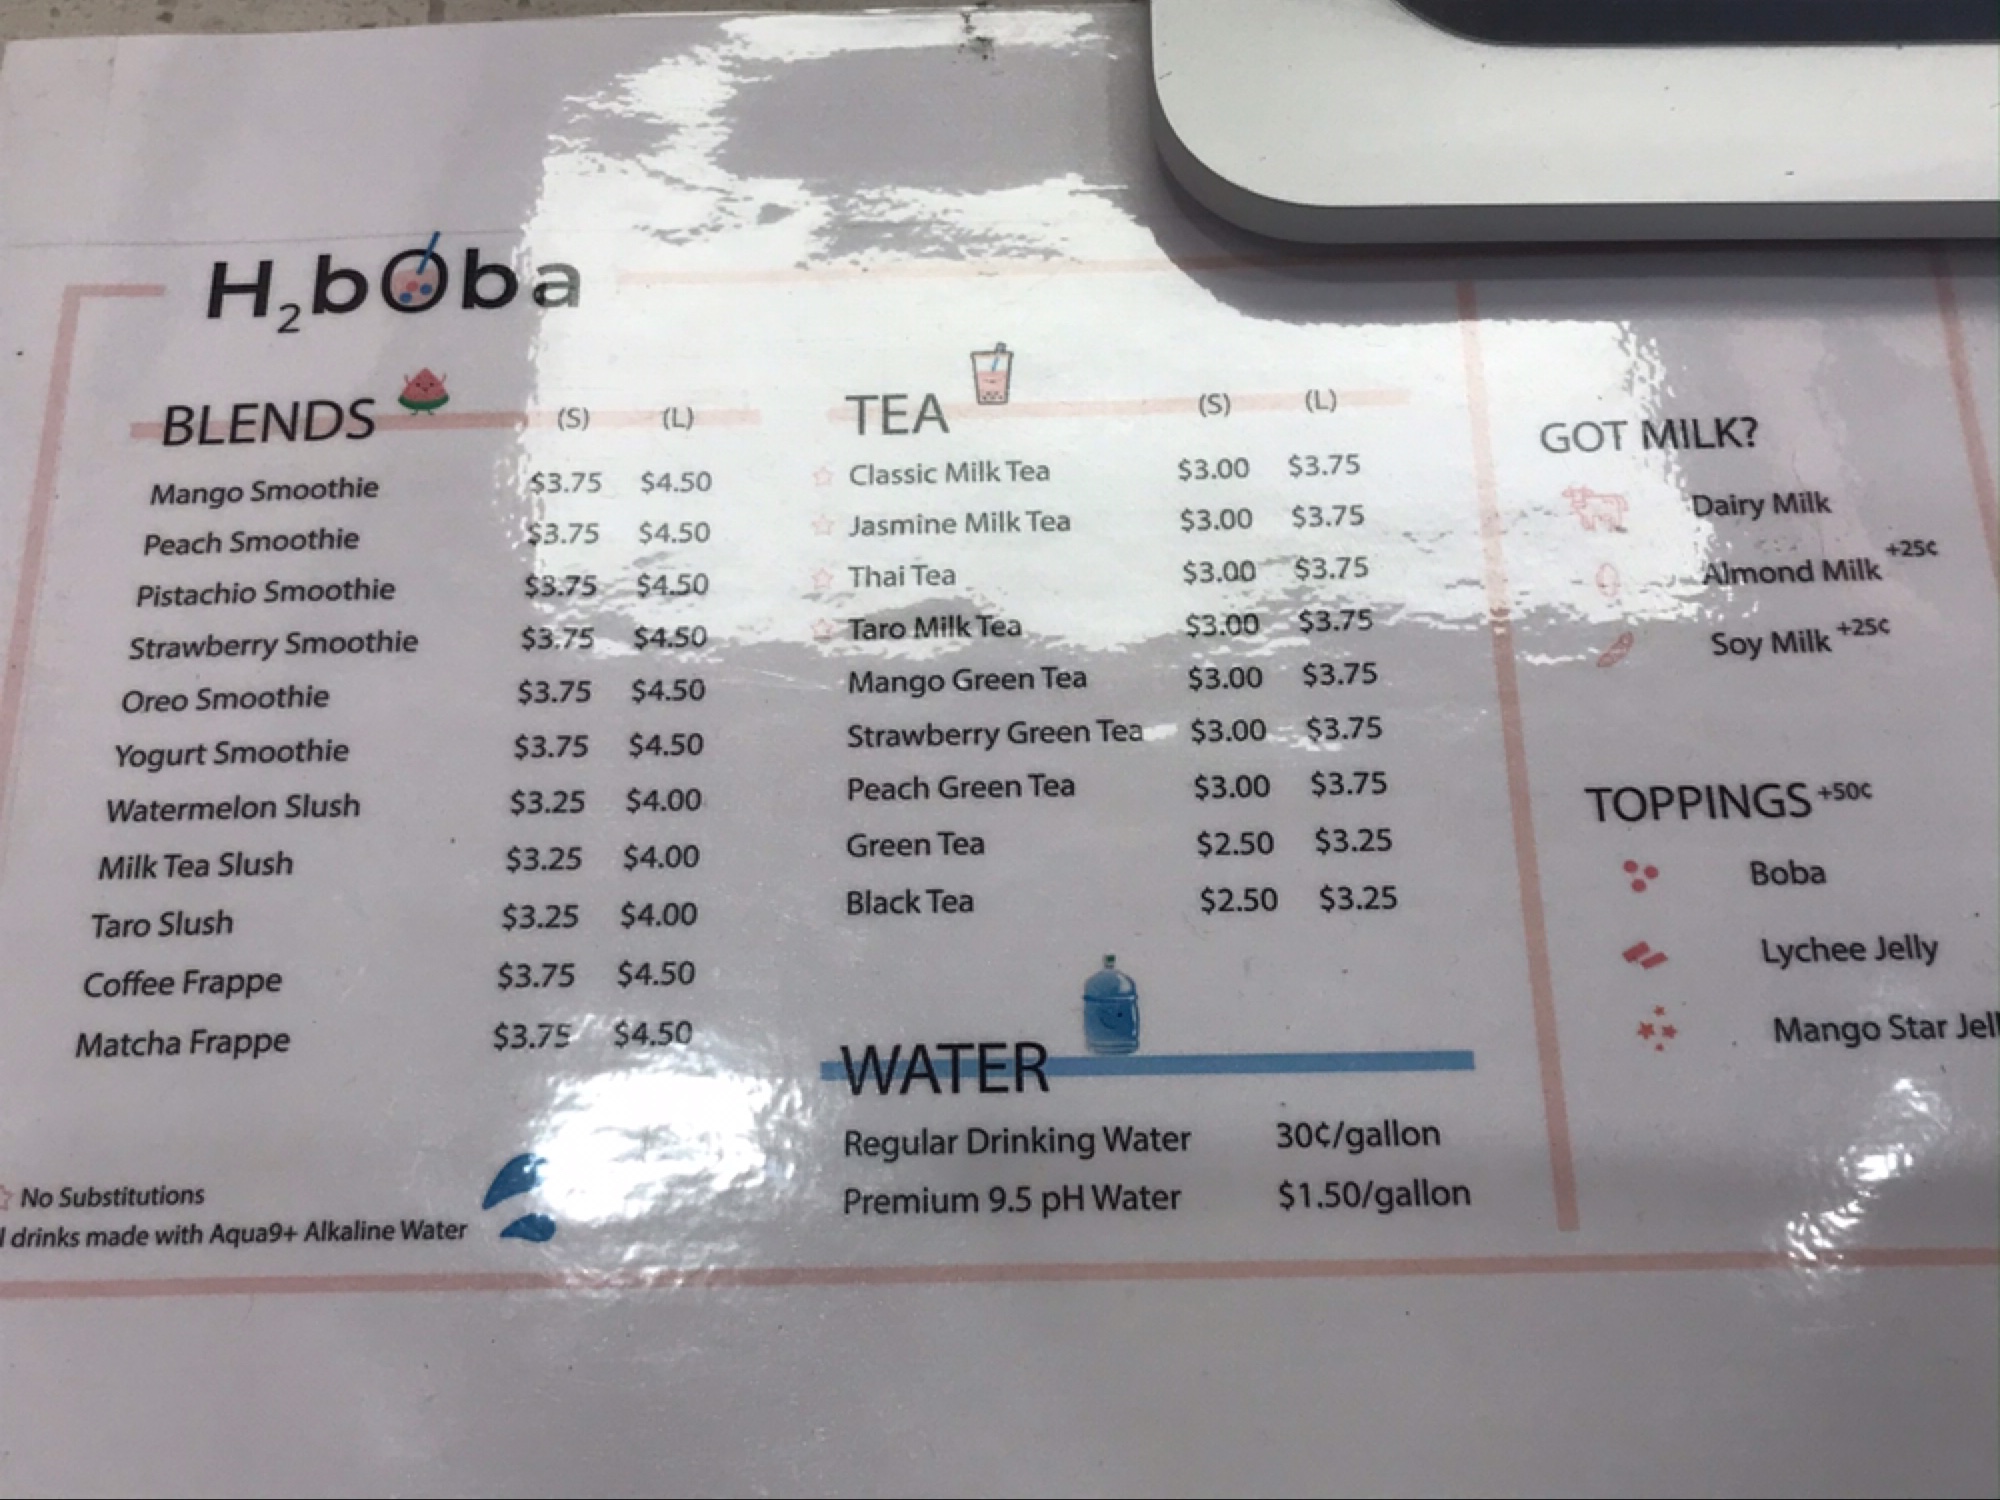 H2bOba
BLENDS (S) (L)
Mango Smoothie $3.75 $4.50
Peach Smoothie $3.75 $4.50
Pistachio Smoothie $3.75 $4.50
Strawberry Smoothie $3.75 $4.50
Oreo Smoothie $3.75 $4.50
Yogurt Smoothie $3.75 $4.50
Watermelon Slush $3.25 $4.00
Milk Tea Slush $3.25 $4.00
Taro Slush $3.25 $4.00
Coffee Frappe $3.75 $4.50
Matcha Frappe $3.75 $4.50
No Substitutions
drinks made with Aqua9+ Alkaline Water
TEA (S) (L)
Classic Milk Tea $3.00 $3.75
Jasmine Milk Tea $3.00 $3.75
Thai Tea $3.00 $3.75
Taro Milk Tea $3.00 $3.75
Mango Green Tea $3.00 $3.75
Strawberry Green Tea $3.00 $3.75
Peach Green Tea $3.00 $3.75
Green Tea $2.50 $3.25
Black Tea $2.50 $3.25
WATER
Regular Drinking Water 30¢/gallon
Premium 9.5 pH Water $1.50/gallon
GOT MILK?
Dairy Milk
Almond Milk +25¢
Soy Milk +25¢
TOPPINGS +50¢
Boba
Lychee Jelly
Mango Star Jell